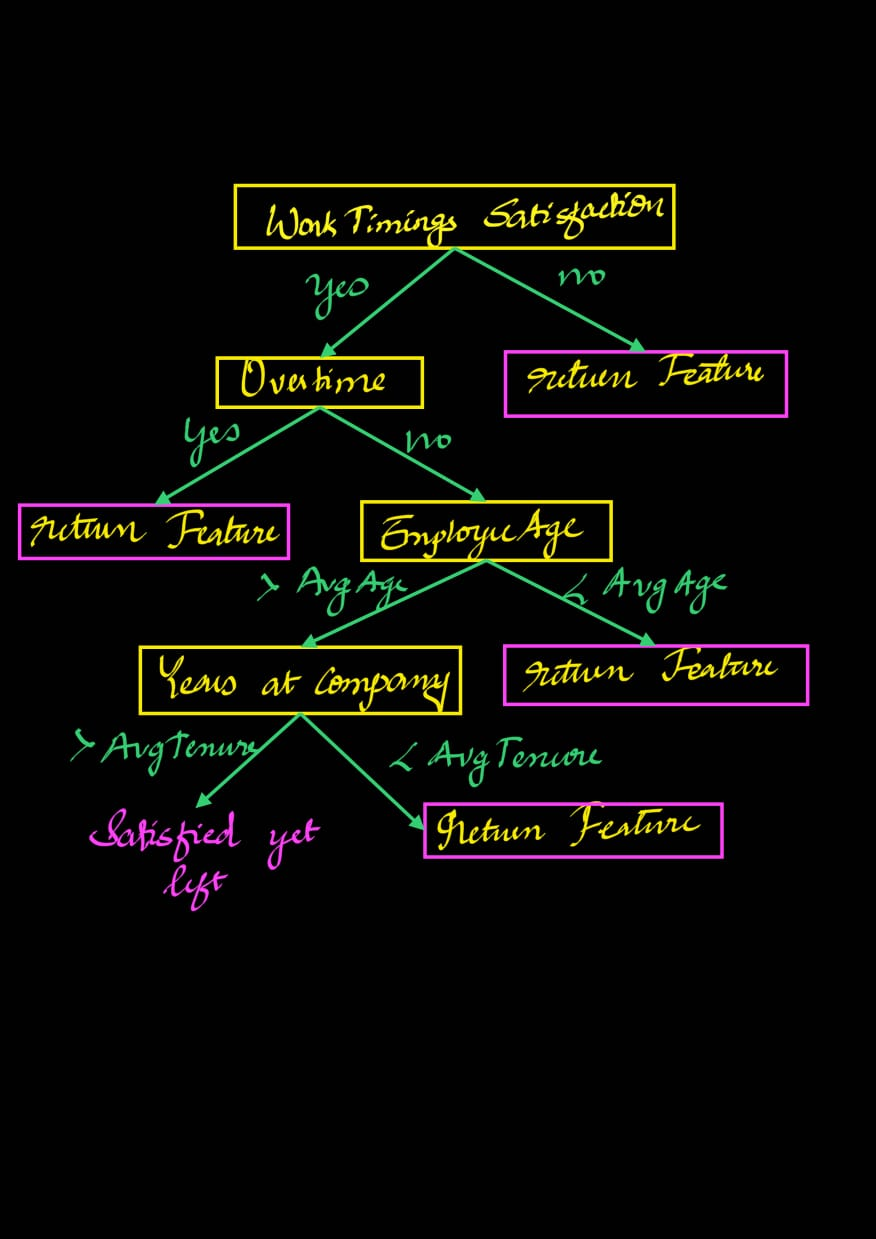 Work Timings Satisfaction
Yes
no
Overtime
return Feature
Yes
no
return Feature
Employee Age
> Avg Age
< Avg Age
Years at Company
return Feature
> Avg Tenure
< Avg Tenure
Satisfied yet
left
Return Feature